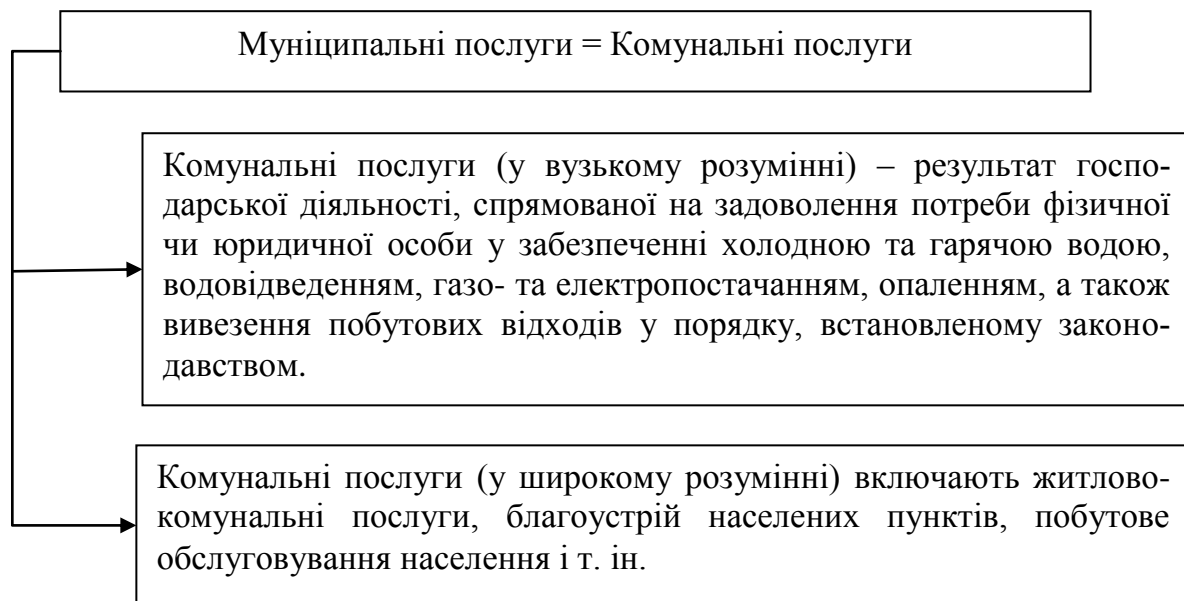 Муніципальні послуги = Комунальні послуги
Комунальні послуги (у вузькому розумінні) – результат госпо-
дарської діяльності, спрямованої на задоволення потреби фізичної
чи юридичної особи у забезпеченні холодною та гарячою водою,
водовідведенням, газо- та електропостачанням, опаленням, а також
вивезення побутових відходів у порядку, встановленому законо-
давством.
Комунальні послуги (у широкому розумінні) включають житлово-
комунальні послуги, благоустрій населених пунктів, побутове
обслуговування населення і т. ін.